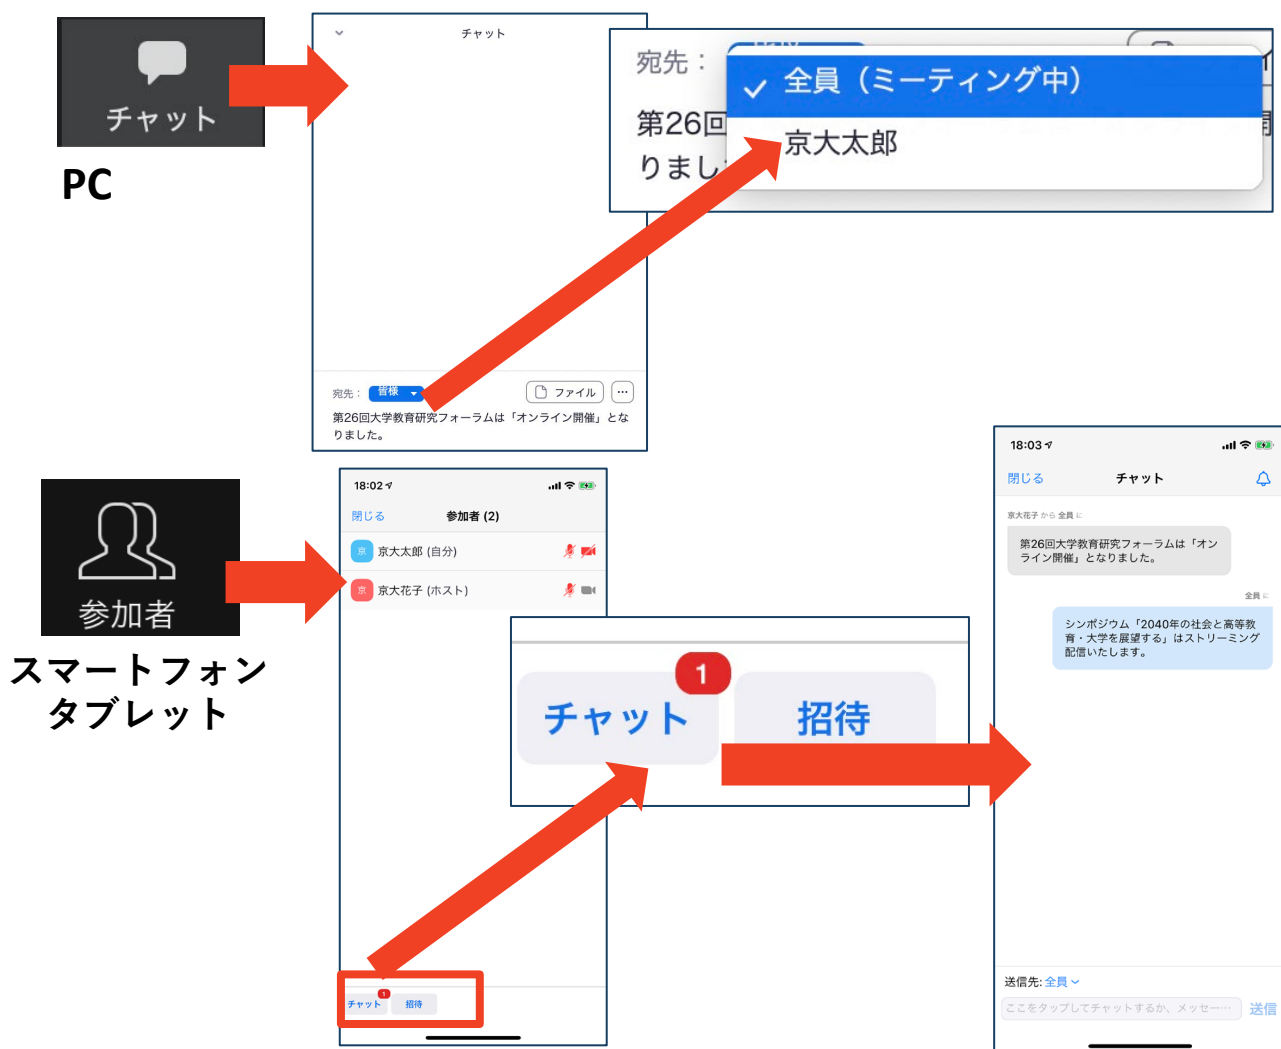 チャット
PC
チャット
宛先：
皆様
ファイル
第26回大学教育研究フォーラムは「オンライン開催」とな
りました。
宛先：
全員（ミーティング中）
京大太郎
第26回
開
りまし
参加者
スマートフォン
タブレット
18:02
閉じる
参加者 (2)
京 京大太郎 (自分)
京 京大花子 (ホスト)
チャット
1
招待
チャット
1
招待
18:03
閉じる
チャット
京大花子 から 全員 に
第26回大学教育研究フォーラムは「オン
ライン開催」となりました。
全員 に
シンポジウム「2040年の社会と高等教
育・大学を展望する」はストリーミング
配信いたします。
送信先: 全員
ここをタップしてチャットするか、メッセー…
送信